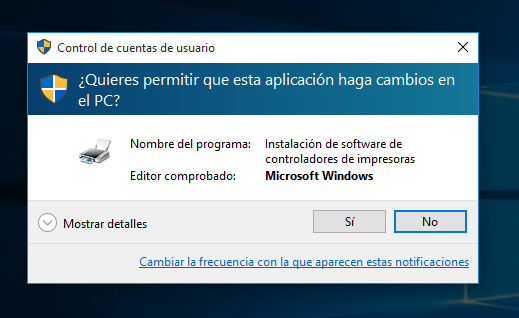 Control de cuentas de usuario
¿Quieres permitir que esta aplicación haga cambios en
el PC?
Nombre del programa: Instalación de software de
controladores de impresoras
Editor comprobado: Microsoft Windows
Mostrar detalles Sí No
Cambiar la frecuencia con la que aparecen estas notificaciones